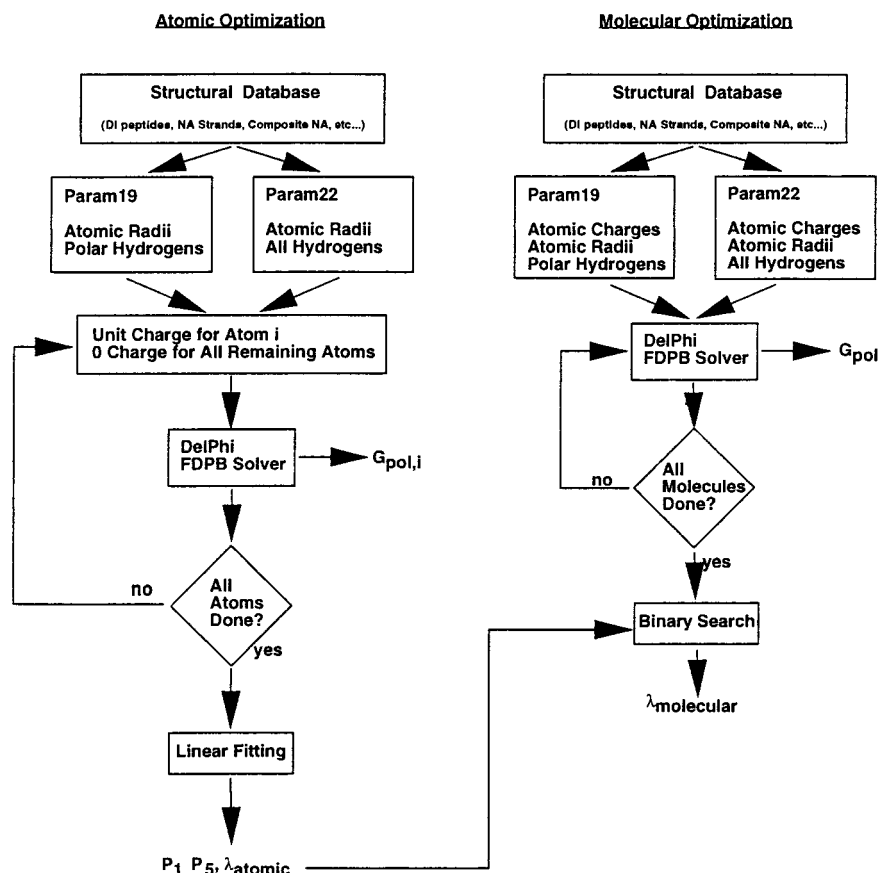 Atomic Optimization
Structural Database
(Di peptides, NA Strands, Composite NA, etc...)
Param19
Atomic Radii
Polar Hydrogens
Param22
Atomic Radii
All Hydrogens
Unit Charge for Atom i
0 Charge for All Remaining Atoms
DelPhi
FDPB Solver
Gpol,i
All
Atoms
Done?
no
yes
Linear Fitting
P1 P5, λatomic
Molecular Optimization
Structural Database
(Di peptides, NA Strands, Composite NA, etc...)
Param19
Atomic Charges
Atomic Radii
Polar Hydrogens
Param22
Atomic Charges
Atomic Radii
All Hydrogens
DelPhi
FDPB Solver
Gpol
All
Molecules
Done?
no
yes
Binary Search
λmolecular